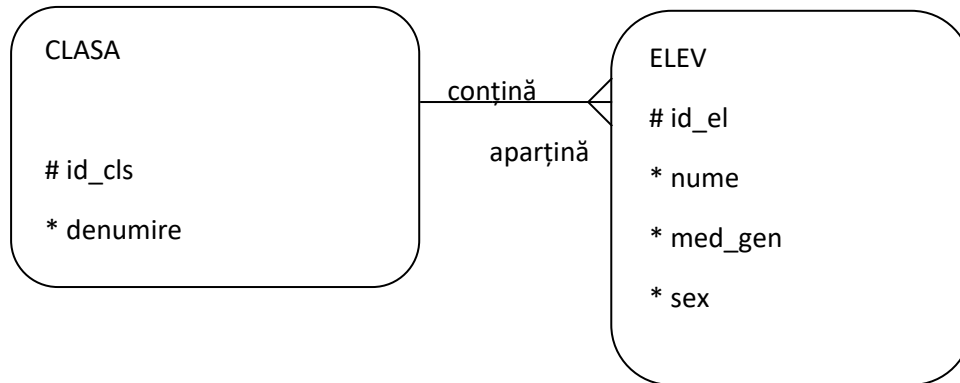 CLASA
# id_cls
* denumire
conțină
aparțină
ELEV
# id_el
* nume
* med_gen
* sex